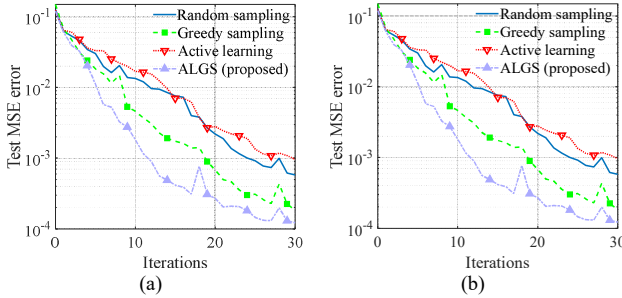 10⁻¹
10⁻²
10⁻³
10⁻⁴
Test MSE error
Random sampling
Greedy sampling
Active learning
ALGS (proposed)
0 10 20 30
Iterations
(a)
10⁻¹
10⁻²
10⁻³
10⁻⁴
Test MSE error
Random sampling
Greedy sampling
Active learning
ALGS (proposed)
0 10 20 30
Iterations
(b)